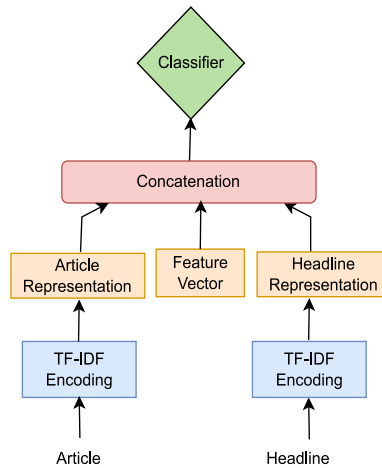 Classifier
Concatenation
Article
Representation
Feature
Vector
Headline
Representation
TF-IDF
Encoding
TF-IDF
Encoding
Article
Headline